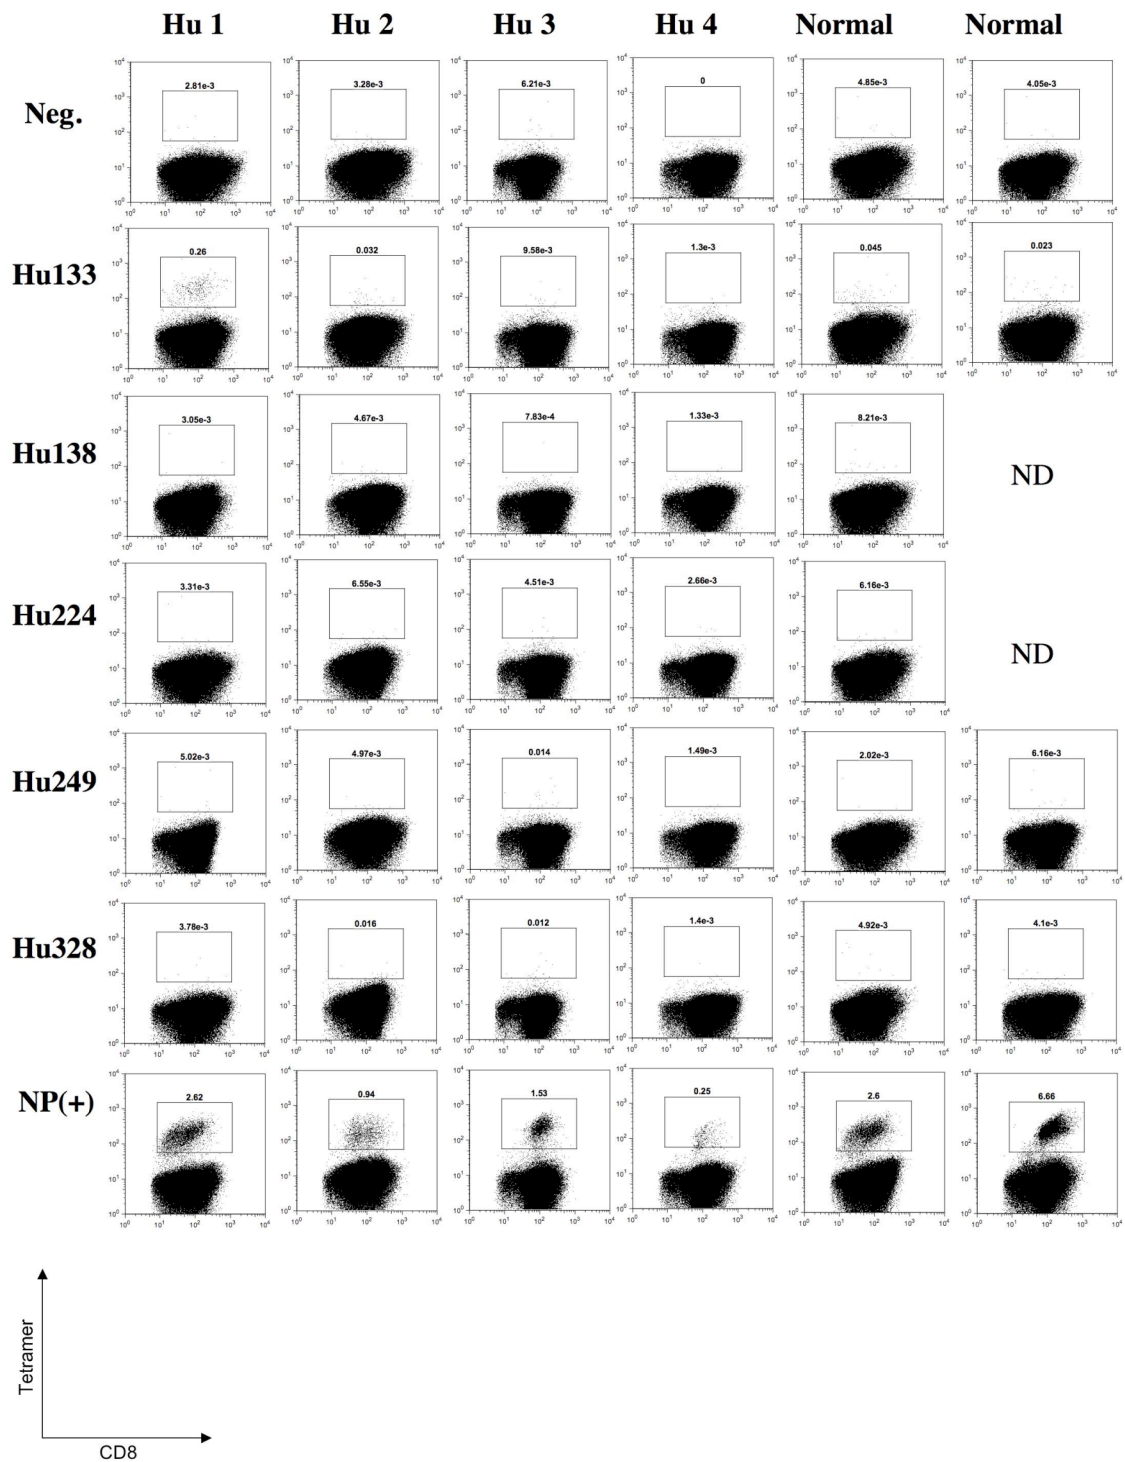 Hu 1 Hu 2 Hu 3 Hu 4 Normal Normal
Neg. 2.81e-3 3.28e-3 6.21e-3 0 4.85e-3 4.05e-3
Hu133 0.26 0.032 9.58e-3 1.3e-3 0.045 0.023
Hu138 3.05e-3 4.67e-3 7.83e-4 1.33e-3 8.21e-3 ND
Hu224 3.31e-3 6.55e-3 4.51e-3 2.66e-3 6.16e-3 ND
Hu249 5.02e-3 4.97e-3 0.014 1.49e-3 2.02e-3 6.16e-3
Hu328 3.78e-3 0.016 0.012 1.4e-3 4.92e-3 4.1e-3
NP(+) 2.62 0.94 1.53 0.25 2.6 6.66
Tetramer
CD8